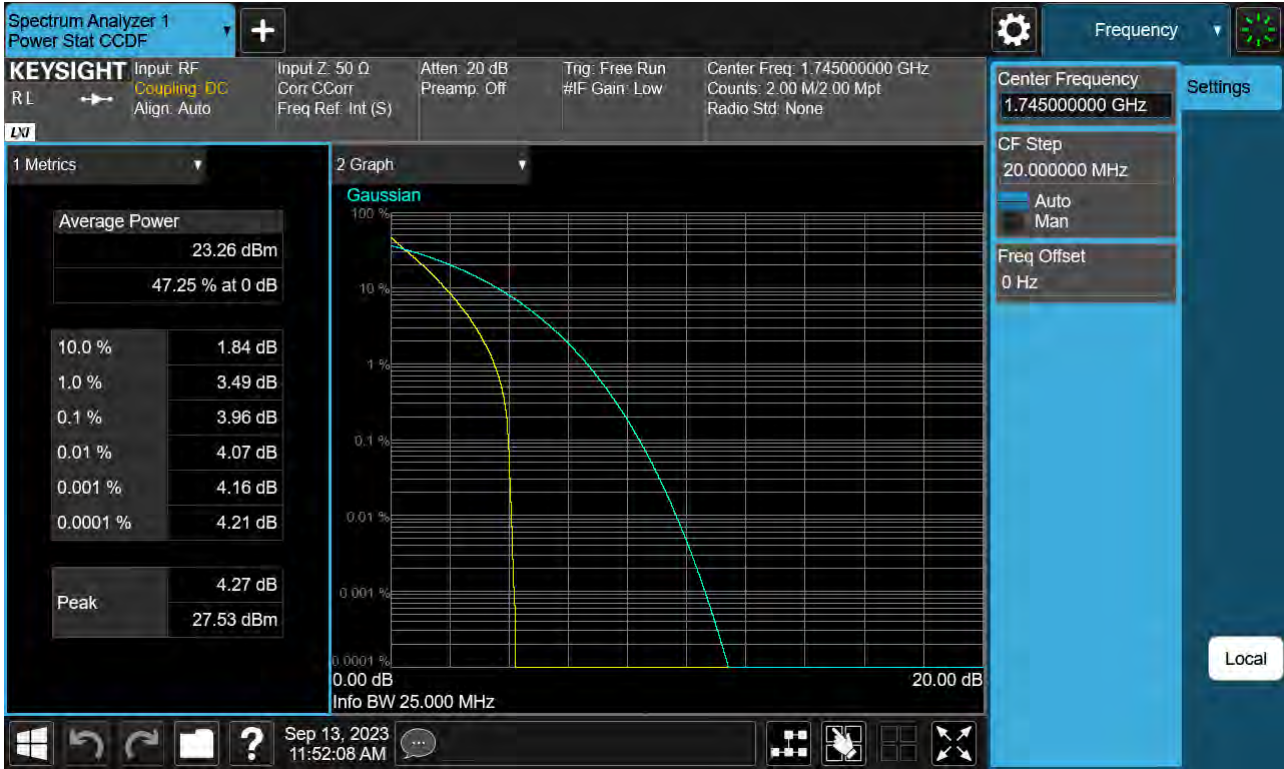 Spectrum Analyzer 1
Power Stat CCDF
+
Frequency
KEYSIGHT
R L
LXI
Input: RF
Coupling: DC
Align: Auto
Input Z: 50 Ω
Corr CCorr
Freq Ref: Int (S)
Atten: 20 dB
Preamp: Off
Trig: Free Run
#IF Gain: Low
Center Freq: 1.745000000 GHz
Counts: 2.00 M/2.00 Mpt
Radio Std: None
Center Frequency
1.745000000 GHz
Settings
CF Step
20.000000 MHz
Auto
Man
Freq Offset
0 Hz
1 Metrics
Average Power
23.26 dBm
47.25 % at 0 dB
10.0 % 1.84 dB
1.0 % 3.49 dB
0.1 % 3.96 dB
0.01 % 4.07 dB
0.001 % 4.16 dB
0.0001 % 4.21 dB
Peak
4.27 dB
27.53 dBm
2 Graph
Gaussian
100 %
10 %
1 %
0.1 %
0.01 %
0.001 %
0.0001 %
0.00 dB 20.00 dB
Info BW 25.000 MHz
Local
?
Sep 13, 2023
11:52:08 AM